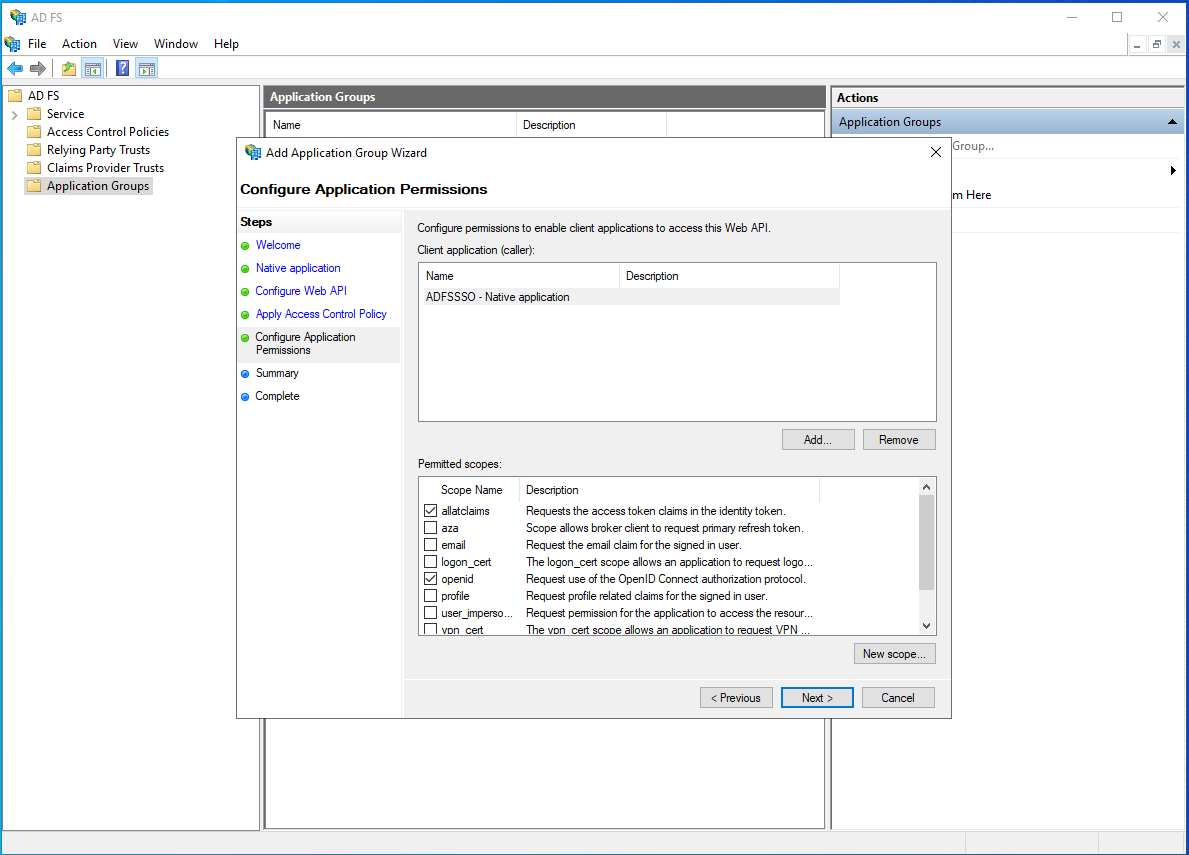 AD FS
File Action View Window Help
AD FS
Service
Access Control Policies
Relying Party Trusts
Claims Provider Trusts
Application Groups
Application Groups
Name Description
Actions
Application Groups
Group...
m Here
Add Application Group Wizard
Configure Application Permissions
Steps
Welcome
Native application
Configure Web API
Apply Access Control Policy
Configure Application
Permissions
Summary
Complete
Configure permissions to enable client applications to access this Web API.
Client application (caller):
Name Description
ADFSSSO - Native application
Add... Remove
Permitted scopes:
Scope Name Description
allatclaims Requests the access token claims in the identity token.
aza Scope allows broker client to request primary refresh token.
email Request the email claim for the signed in user.
logon_cert The logon_cert scope allows an application to request logo...
openid Request use of the OpenID Connect authorization protocol.
profile Request profile related claims for the signed in user.
user_imperso... Request permission for the application to access the resour...
vpn_cert The vpn_cert scope allows an application to request VPN ...
New scope...
< Previous Next > Cancel